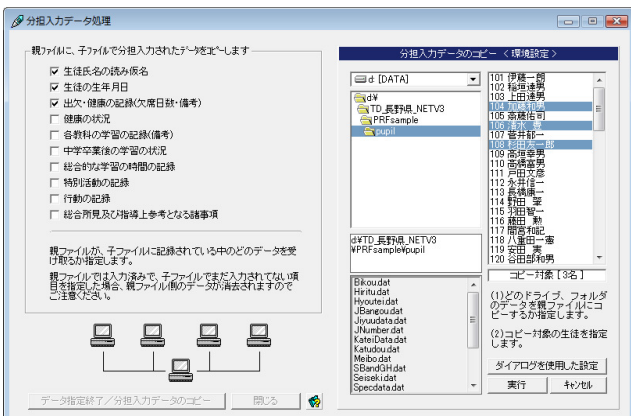 分担入力データ処理
親ファイルに、子ファイルで分担入力されたデータをコピーします
生徒氏名の読み仮名
生徒の生年月日
出欠・健康の記録(欠席日数・備考)
健康の状況
各教科の学習の記録(備考)
中学卒業後の学習の状況
総合的な学習の時間の記録
特別活動の記録
行動の記録
総合所見及び指導上参考となる諸事項
親ファイルが、子ファイルに記録されている中のどのデータを受
け取るか指定します。
親ファイルでは入力済みで、子ファイルでまだ入力されてない項
目を指定した場合、親ファイル側のデータが消去されますので
ご注意ください。
データ指定終了/分担入力データのコピー
閉じる
分担入力データのコピー < 環境設定 >
d: [DATA]
d:¥
TD_長野県_NETV3
PRFsample
pupil
d:¥TD_長野県_NETV3
¥PRFsample¥pupil
Bikou.dat
Hiritu.dat
Hyoutei.dat
JBangou.dat
Jiyuudata.dat
JNumber.dat
KateiData.dat
Katudou.dat
Meibo.dat
SBandGH.dat
Seiseki.dat
Specdata.dat
101 伊藤一朗
102 稲垣達男
103 上田達男
104 加藤和男
105 斎藤佑司
106 清水 豊
107 菅井郁一
108 杉田友一郎
109 高垣幸男
110 高橋富男
111 戸田文彦
112 永井信一
113 長橋康一
114 野田 肇
115 羽田智一
116 藤田 勲
117 間宮和記
118 八重田一憲
119 安田 実
120 谷田部和男
コピー対象 [3名]
(1)どのドライブ、フォルダ
のデータを親ファイルにコ
ピーするか指定します。
(2)コピー対象の生徒を指定
します。
ダイアログを使用した設定
実行
キャンセル